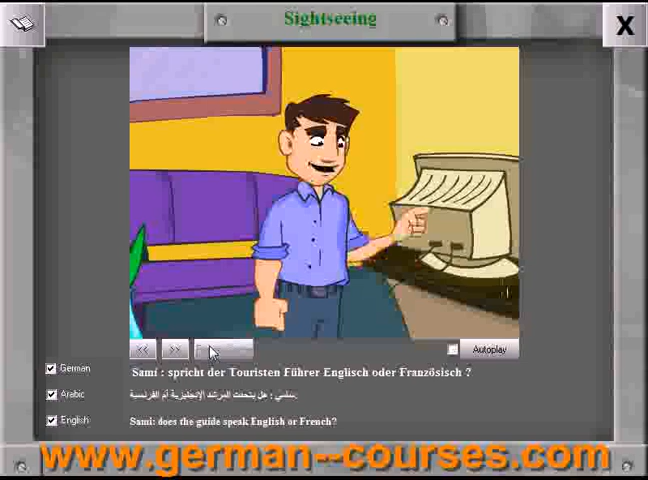 Sightseeing
X
<<
>>
Autoplay
German
Sami : spricht der Touristen Führer Englisch oder Französisch ?
Arabic
سامي : هل يتحدث المرشد الإنجليزية أم الفرنسية.
English
Sami: does the guide speak English or French?
www.german--courses.com